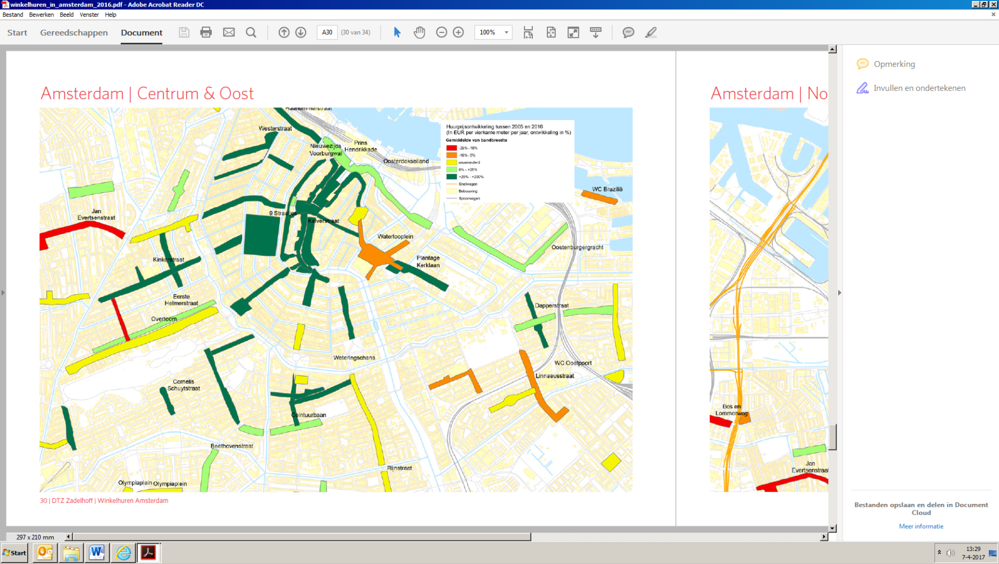 winkelhuren_in_amsterdam_2016.pdf - Adobe Acrobat Reader DC
Bestand Bewerken Beeld Venster Help
Start Gereedschappen Document A30 (30 van 34) 100%
Opmerking
Invullen en ondertekenen
Amsterdam | Centrum & Oost
Amsterdam | No
Haarlemmerstraat
Westerstraat
Nieuwezijds
Voorburgwal
Prins
Hendrikkade
Oosterdokseiland
Huurprijsontwikkeling tussen 2005 en 2016
(In EUR per vierkante meter per jaar, ontwikkeling in %)
Gemiddelde van bandbreedte
-35%--10%
-10%- 0%
onveranderd
0% - +25%
+25% - +200%
Snelwegen
Bebouwing
Spoorwegen
WC Brazilië
Jan
Evertsenstraat
9 Straatjes
Kalverstraat
Waterlooplein
Oostenburgergracht
Kinkerstraat
Plantage
Kerklaan
Eerste
Helmerstraat
Overtoom
Dapperstraat
Weteringschans
WC Oostpoort
Linnaeusstraat
Cornelis
Schuytstraat
Ceintuurbaan
Beethovenstraat
Rijnstraat
Olympiaplein Olympiaplein
Bos en
Lommerweg
Jan
Evertsenstraat
30 | DTZ Zadelhoff | Winkelhuren Amsterdam
Bestanden opslaan en delen in Document
Cloud
Meer informatie
297 x 210 mm
Start
13:29
7-4-2017